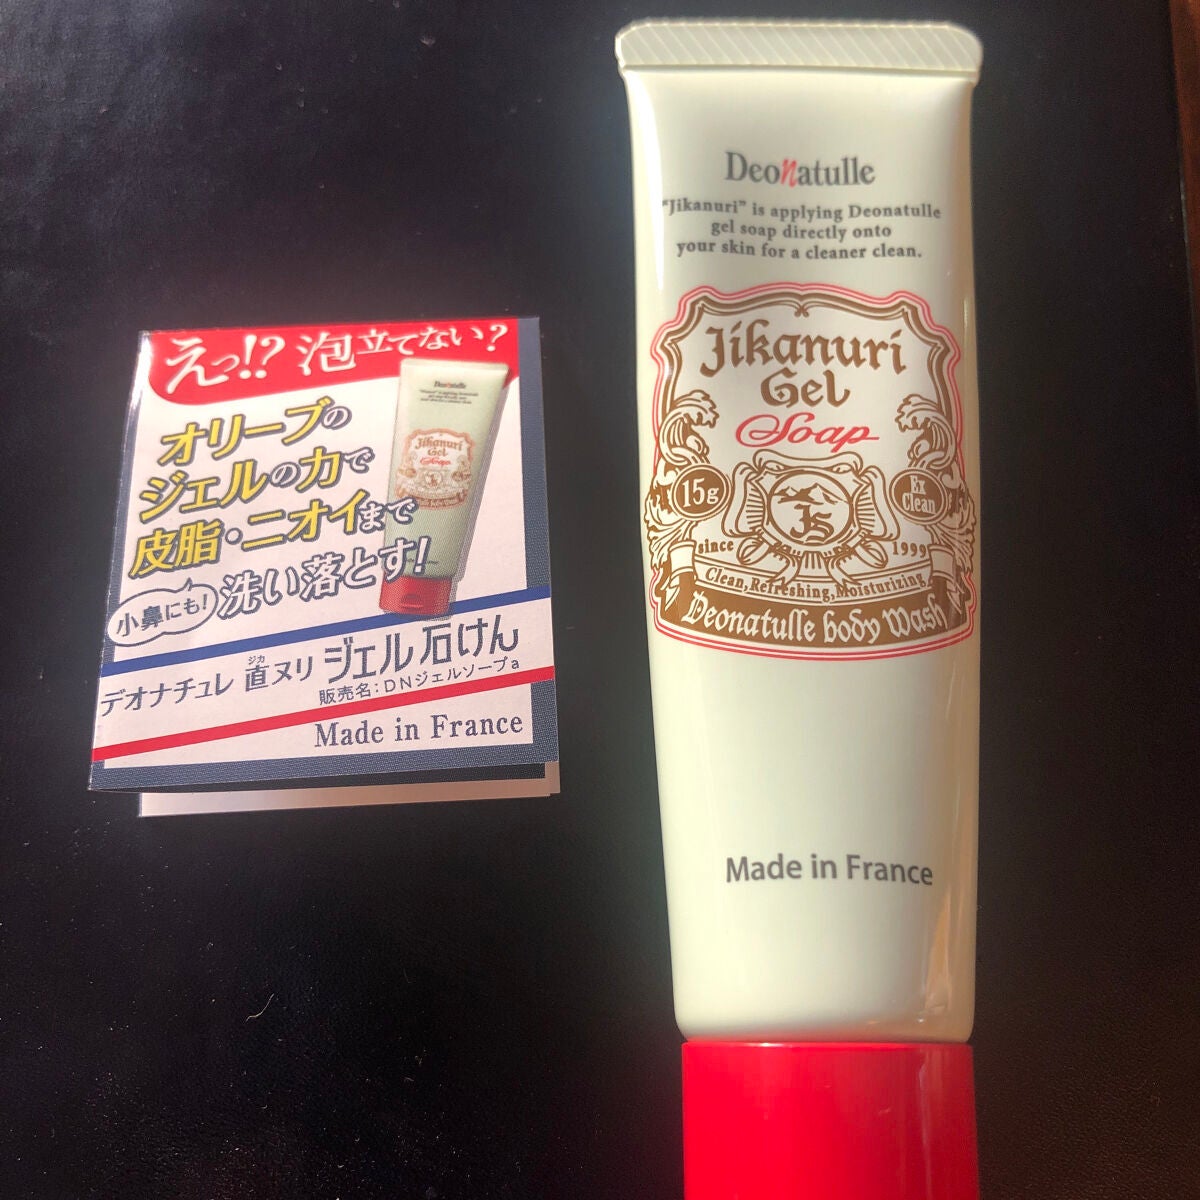 えっ!? 泡立てない?
オリーブの
ジェルの力で
皮脂・ニオイまで
小鼻にも! 洗い落とす!
デオナチュレ 直ヌリ ジェル石けん
ジカ
販売名:DNジェルソープa
Made in France
Deonatulle
Jikanuri
Gel
Soap
Deonatulle
"Jikanuri" is applying Deonatulle
gel soap directly onto
your skin for a cleaner clean.
Jikanuri
Gel
Soap
15g
Ex
Clean
JS
since 1999
Clean, Refreshing, Moisturizing
Deonatulle body Wash
Made in France